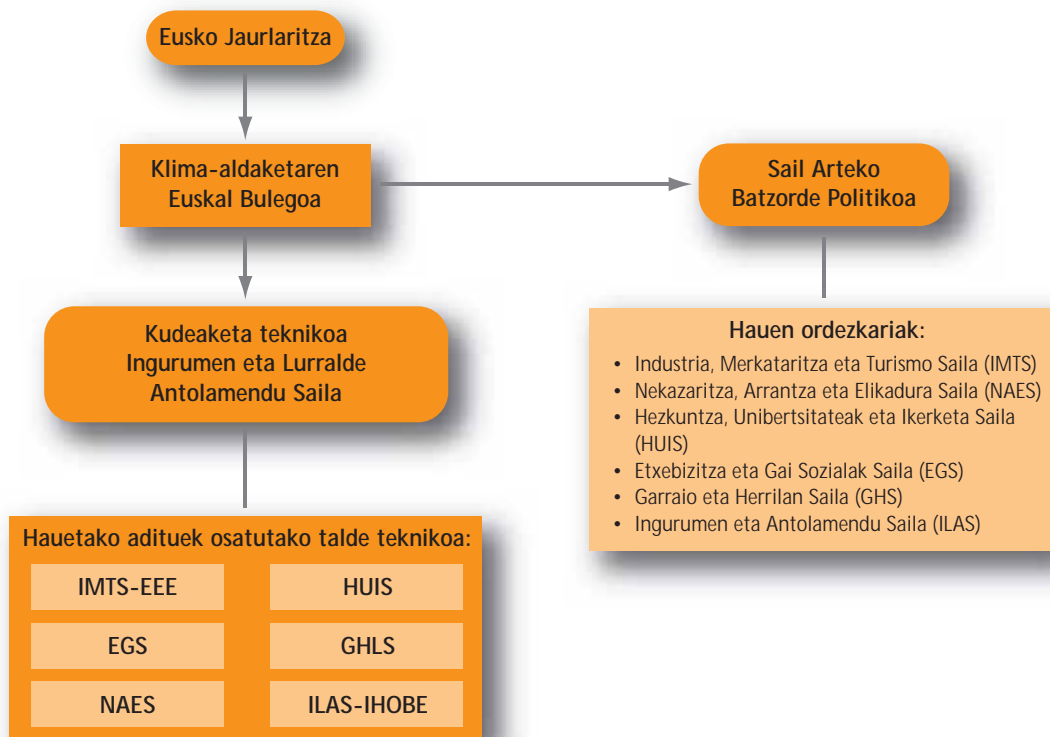 Eusko Jaurlaritza
Klima-aldaketaren
Euskal Bulegoa
Sail Arteko
Batzorde Politikoa
Kudeaketa teknikoa
Ingurumen eta Lurralde
Antolamendu Saila
Hauen ordezkariak:
• Industria, Merkataritza eta Turismo Saila (IMTS)
• Nekazaritza, Arrantza eta Elikadura Saila (NAES)
• Hezkuntza, Unibertsitateak eta Ikerketa Saila
(HUIS)
• Etxebizitza eta Gai Sozialak Saila (EGS)
• Garraio eta Herrilan Saila (GHS)
• Ingurumen eta Antolamendu Saila (ILAS)
Hauetako adituek osatutako talde teknikoa:
IMTS-EEE
HUIS
EGS
GHLS
NAES
ILAS-IHOBE